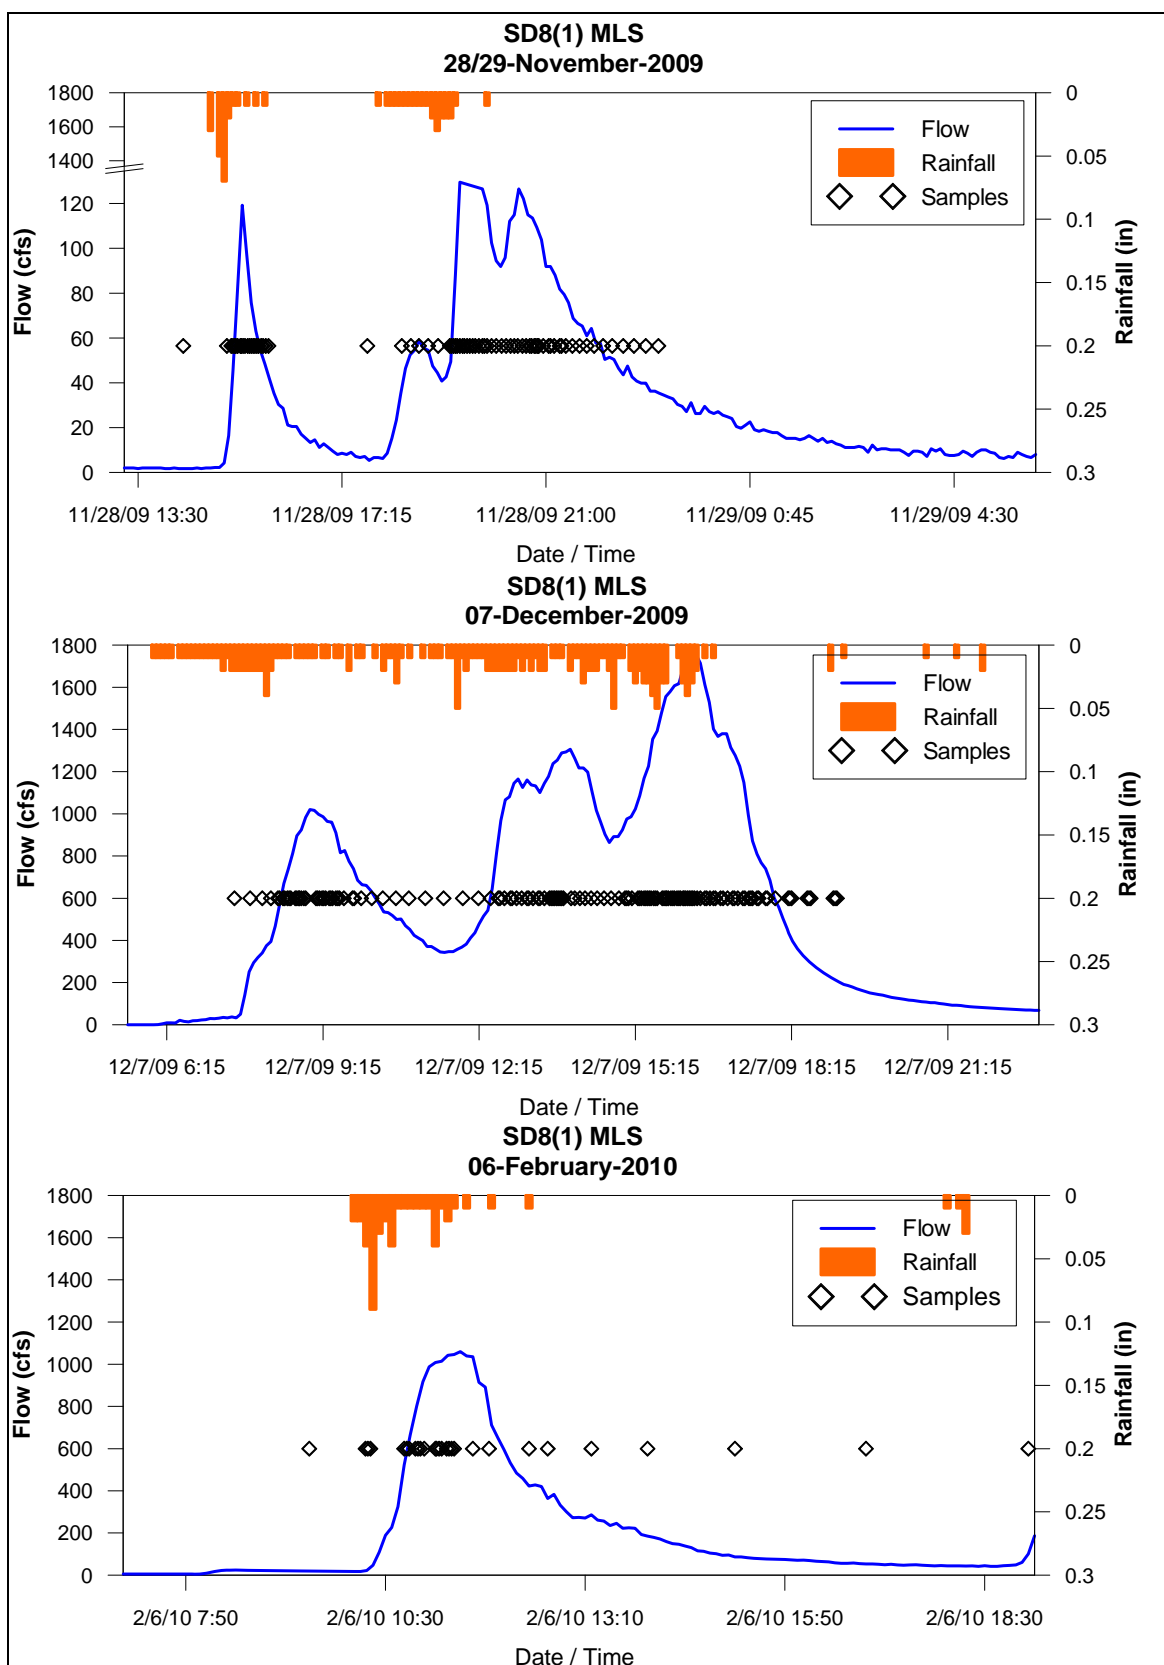 SD8(1) MLS
28/29-November-2009
1800
1600
1400
120
100
80
60
40
20
0
Flow (cfs)
0
0.05
0.1
0.15
0.2
0.25
0.3
Rainfall (in)
Flow
Rainfall
Samples
11/28/09 13:30 11/28/09 17:15 11/28/09 21:00 11/29/09 0:45 11/29/09 4:30
Date / Time
SD8(1) MLS
07-December-2009
1800
1600
1400
1200
1000
800
600
400
200
0
Flow (cfs)
0
0.05
0.1
0.15
0.2
0.25
0.3
Rainfall (in)
Flow
Rainfall
Samples
12/7/09 6:15 12/7/09 9:15 12/7/09 12:15 12/7/09 15:15 12/7/09 18:15 12/7/09 21:15
Date / Time
SD8(1) MLS
06-February-2010
1800
1600
1400
1200
1000
800
600
400
200
0
Flow (cfs)
0
0.05
0.1
0.15
0.2
0.25
0.3
Rainfall (in)
Flow
Rainfall
Samples
2/6/10 7:50 2/6/10 10:30 2/6/10 13:10 2/6/10 15:50 2/6/10 18:30
Date / Time